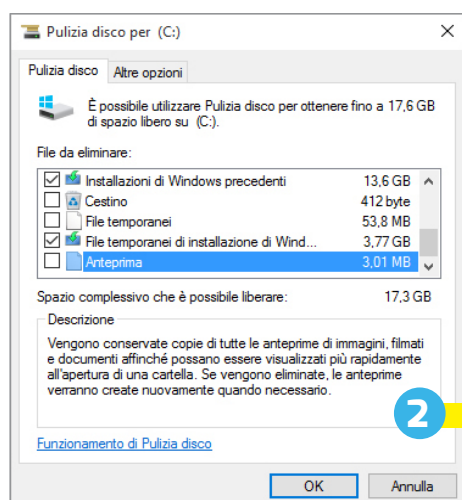 Pulizia disco per (C:)
Pulizia disco
Altre opzioni
È possibile utilizzare Pulizia disco per ottenere fino a 17,6 GB
di spazio libero su (C:).
File da eliminare:
Installazioni di Windows precedenti 13,6 GB
Cestino 412 byte
File temporanei 53,8 MB
File temporanei di installazione di Wind... 3,77 GB
Anteprima 3,01 MB
Spazio complessivo che è possibile liberare: 17,3 GB
Descrizione
Vengono conservate copie di tutte le anteprime di immagini, filmati
e documenti affinché possano essere visualizzati più rapidamente
all'apertura di una cartella. Se vengono eliminate, le anteprime
verranno create nuovamente quando necessario.
2
Funzionamento di Pulizia disco
OK Annulla